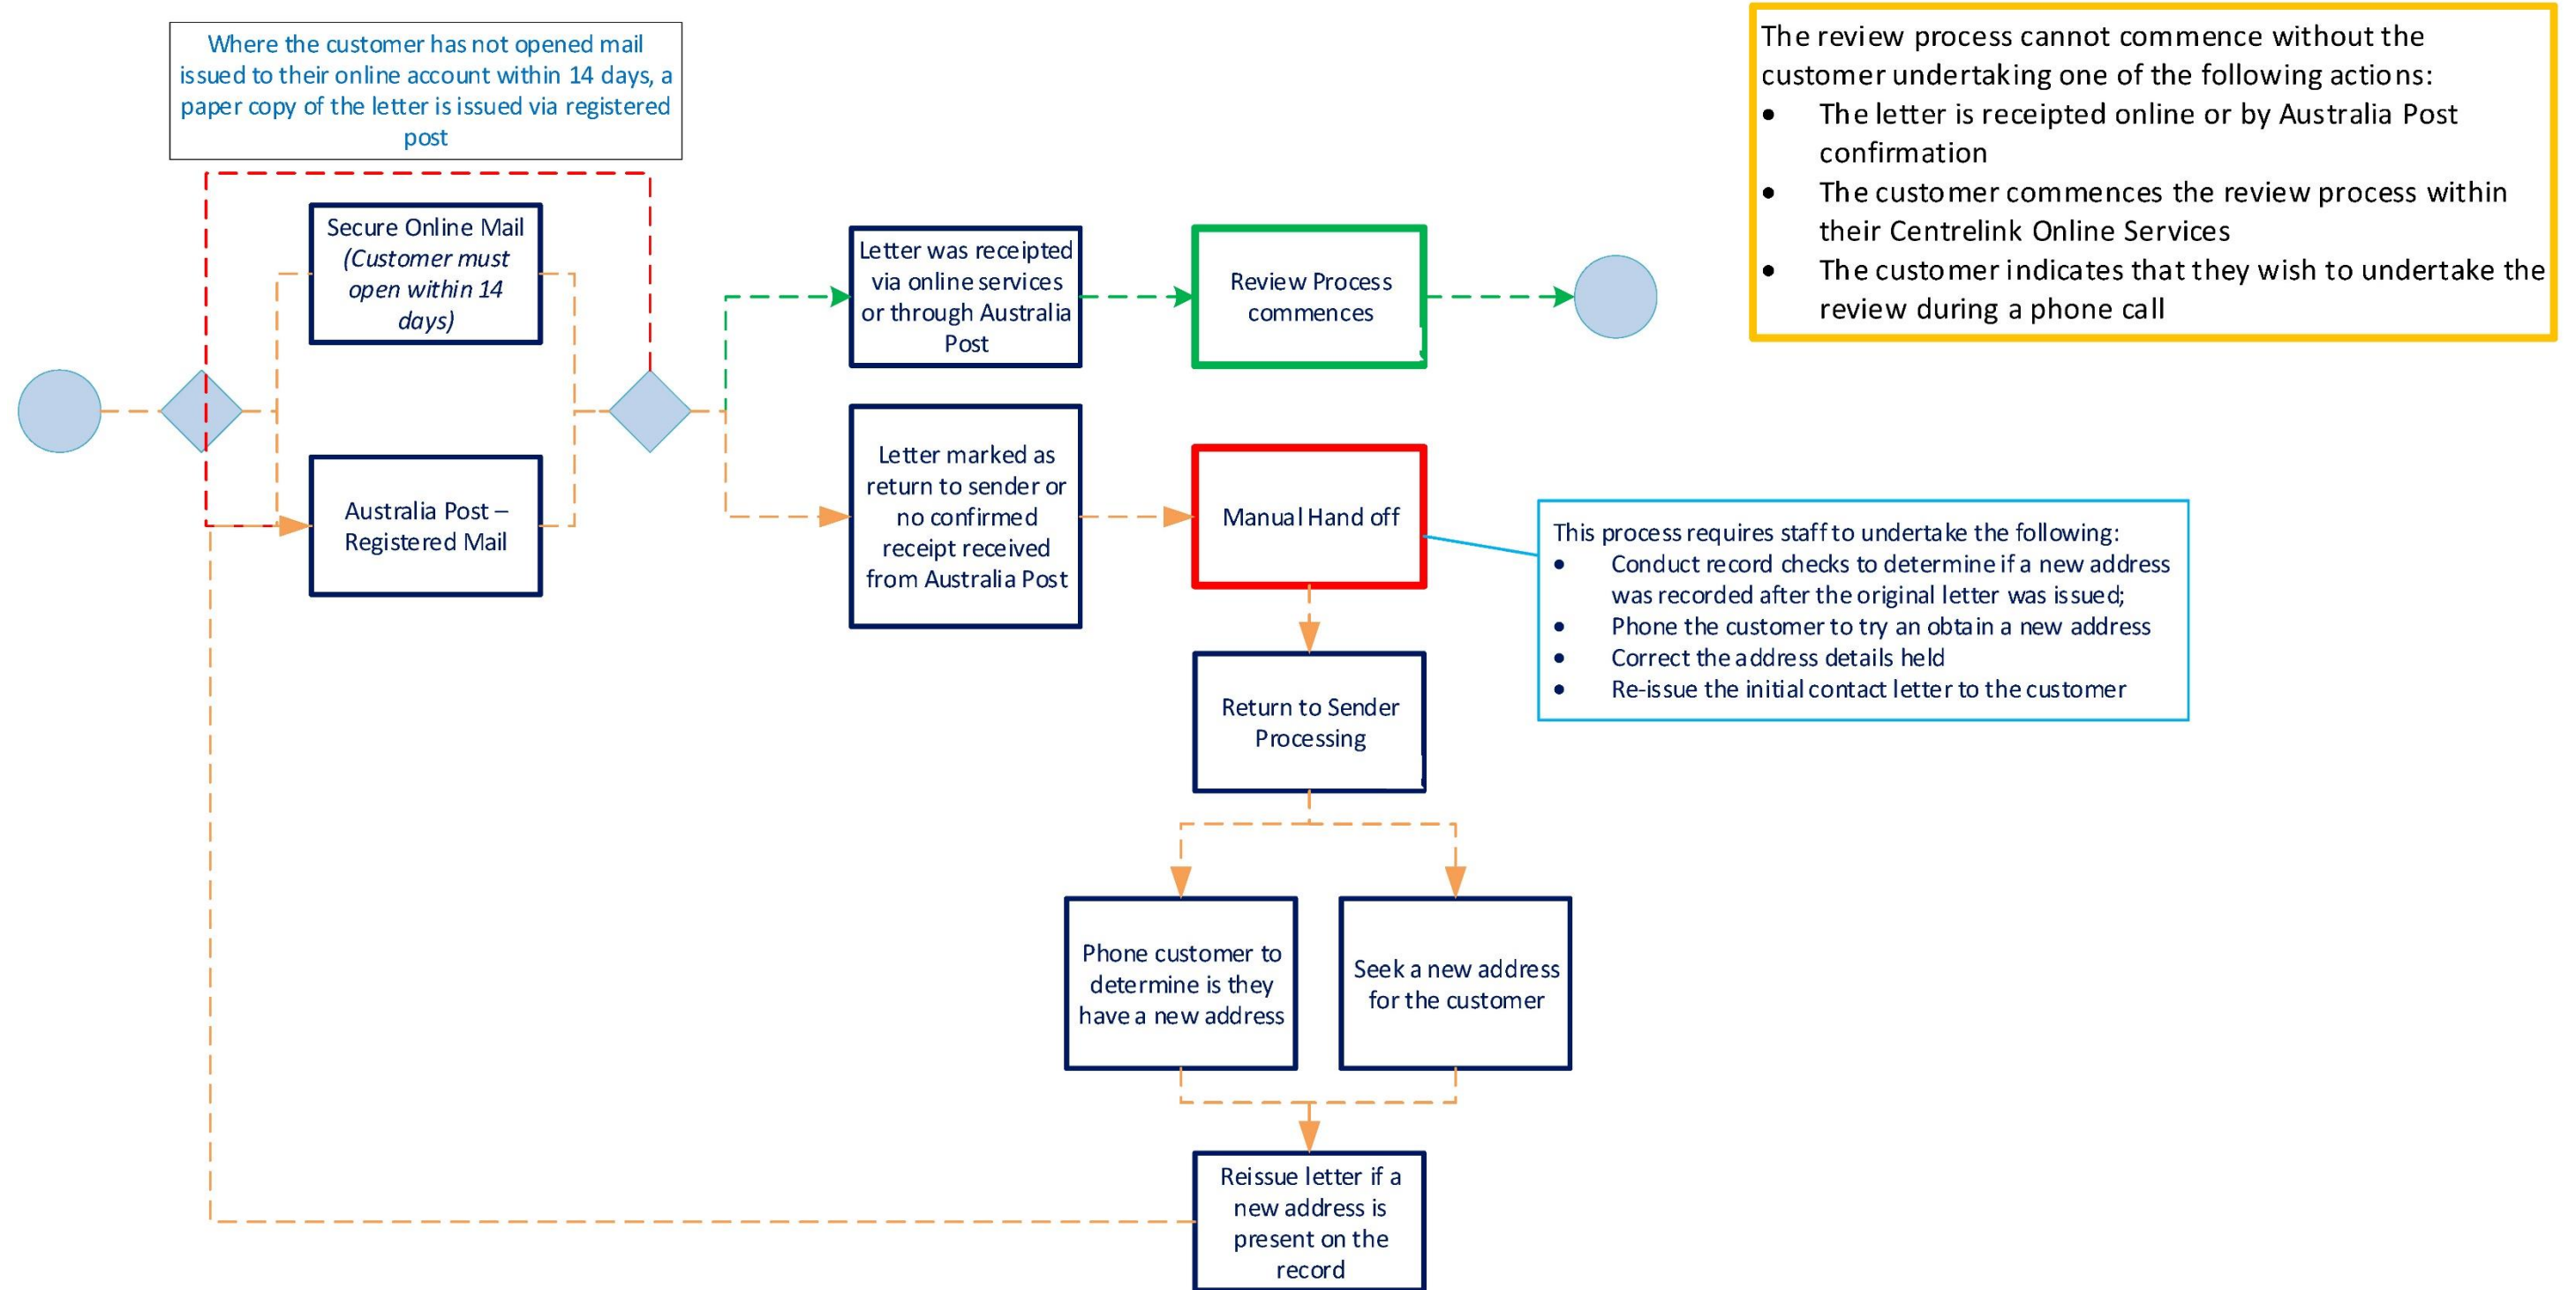 Where the customer has not opened mail
issued to their online account within 14 days, a
paper copy of the letter is issued via registered
post
The review process cannot commence without the
customer undertaking one of the following actions:
• The letter is receipted online or by Australia Post
confirmation
• The customer commences the review process within
their Centrelink Online Services
• The customer indicates that they wish to undertake the
review during a phone call
Secure Online Mail
(Customer must
open within 14
days)
Letter was receipted
via online services
or through Australia
Post
Review Process
commences
Australia Post –
Registered Mail
Letter marked as
return to sender or
no confirmed
receipt received
from Australia Post
Manual Hand off
This process requires staff to undertake the following:
• Conduct record checks to determine if a new address
was recorded after the original letter was issued;
• Phone the customer to try an obtain a new address
• Correct the address details held
• Re-issue the initial contact letter to the customer
Return to Sender
Processing
Phone customer to
determine is they
have a new address
Seek a new address
for the customer
Reissue letter if a
new address is
present on the
record